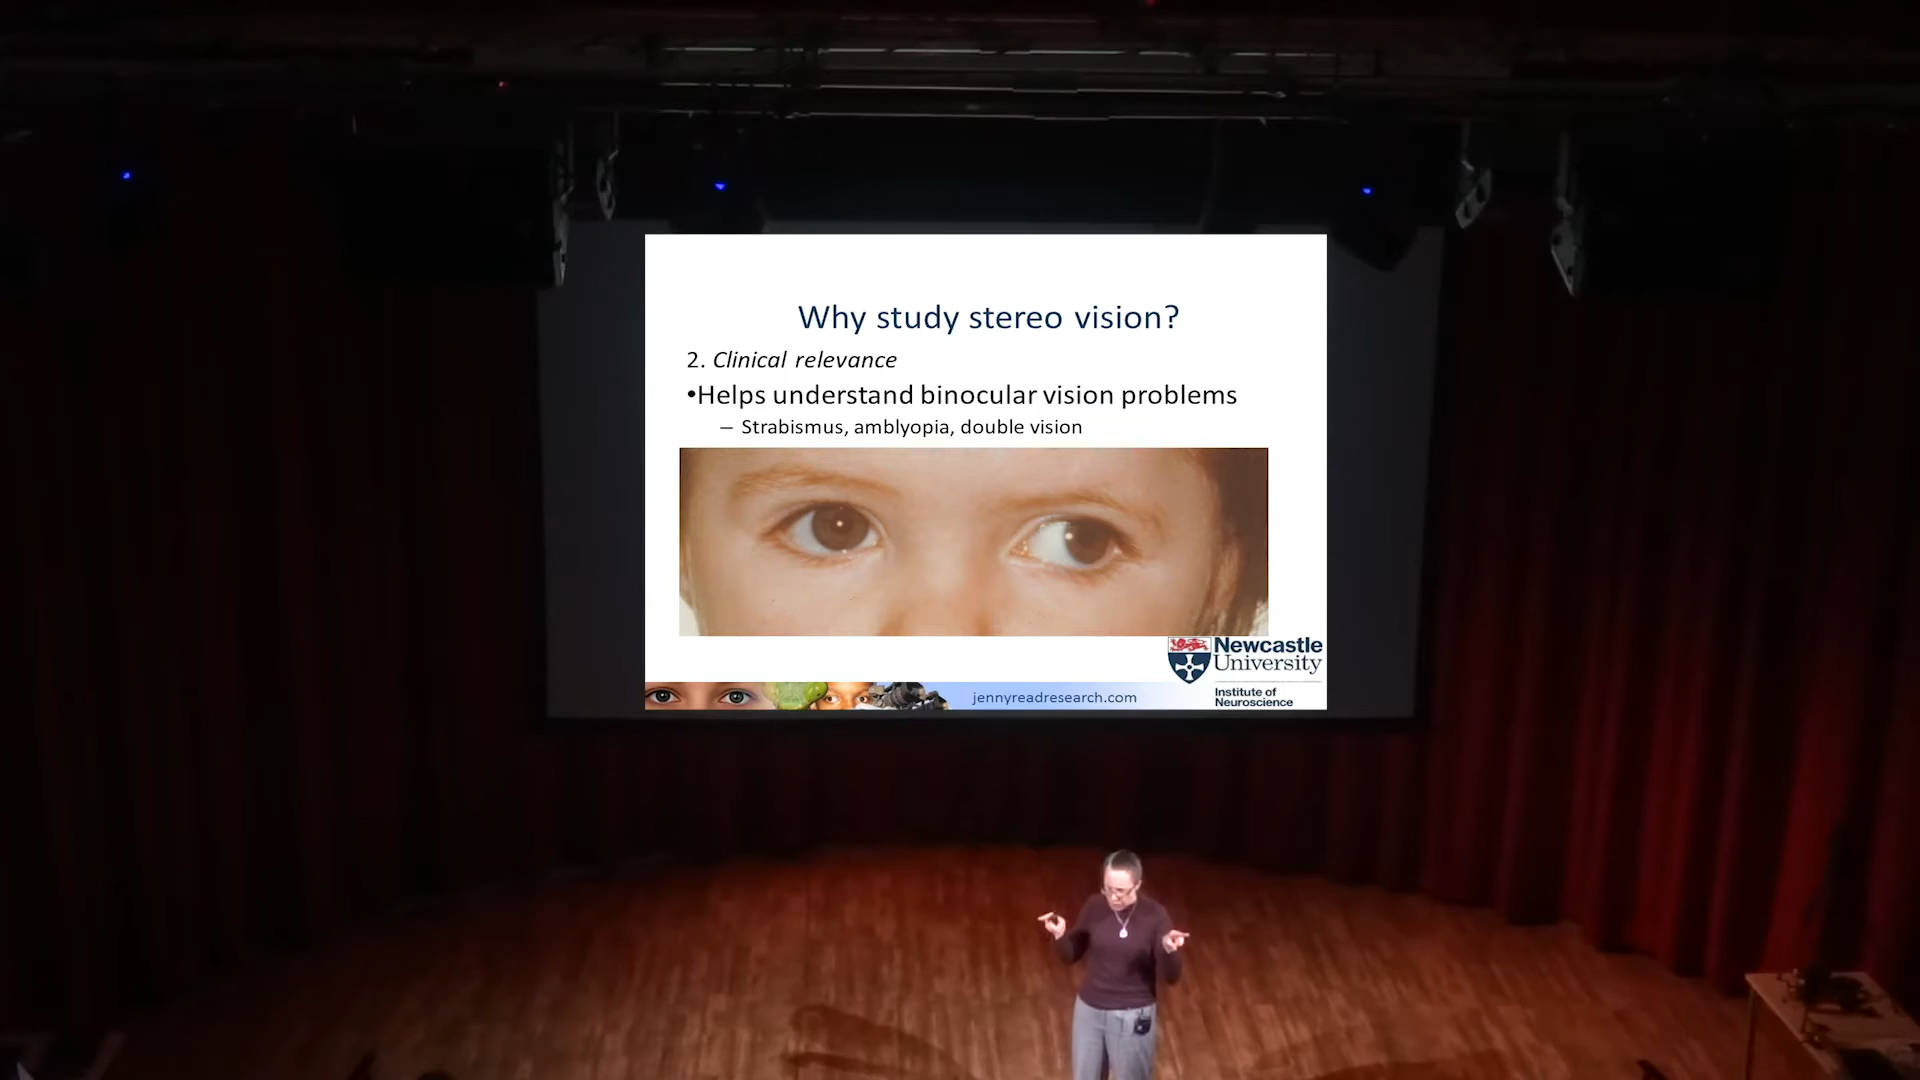 Why study stereo vision?
2. Clinical relevance
•Helps understand binocular vision problems
– Strabismus, amblyopia, double vision
Newcastle
University
jennyreadresearch.com
Institute of
Neuroscience